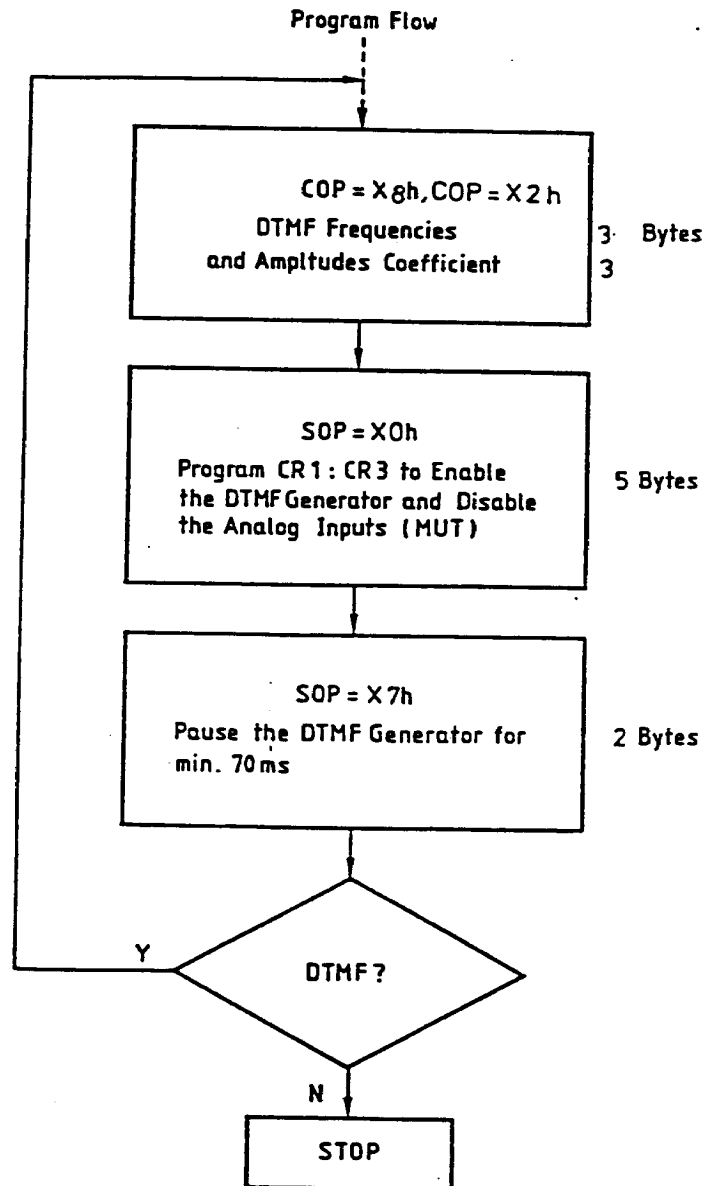 Program Flow
COP = X8h, COP = X2h
DTMF Frequencies
and Ampltudes Coefficient
3 Bytes
3
SOP = X0h
Program CR1 : CR3 to Enable
the DTMF Generator and Disable
the Analog Inputs (MUT)
5 Bytes
SOP = X7h
Pause the DTMF Generator for
min. 70ms
2 Bytes
DTMF?
Y
N
STOP